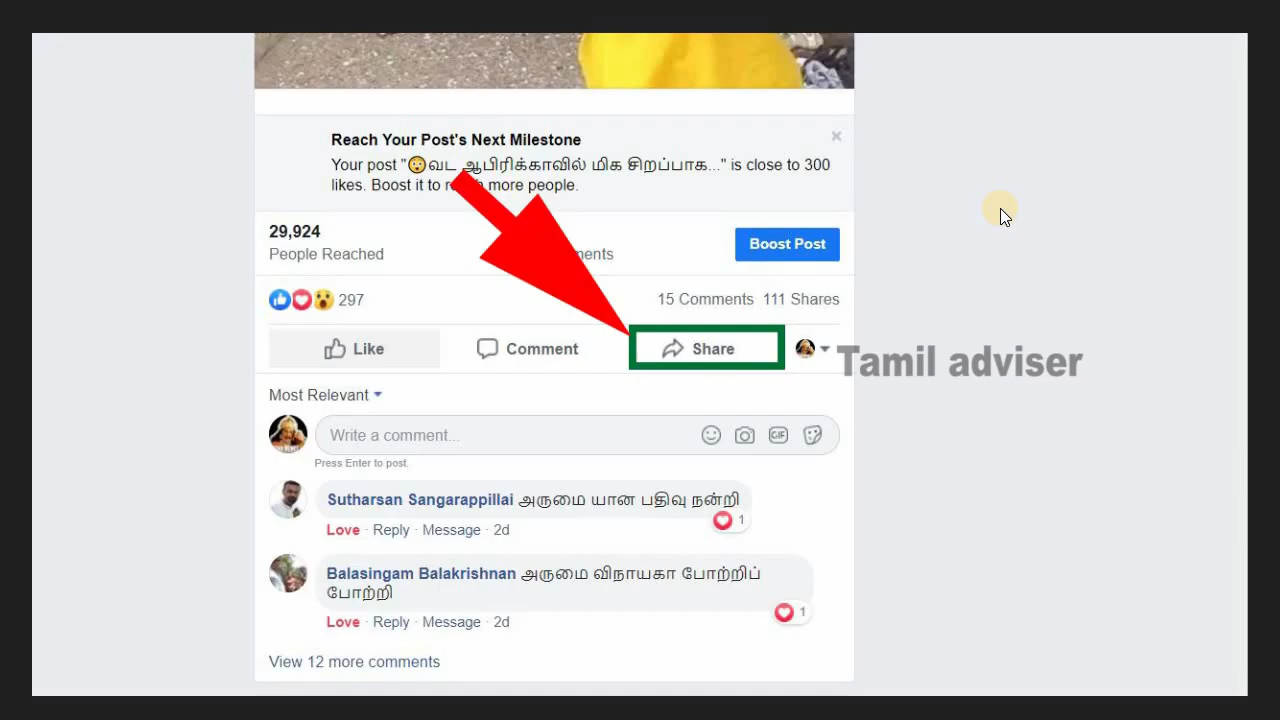 Reach Your Post's Next Milestone
Your post "😳வட ஆபிரிக்காவில் மிக சிறப்பாக..." is close to 300
likes. Boost it to more people.
29,924
People Reached
Boost Post
297
15 Comments 111 Shares
Like
Comment
Share
Tamil adviser
Most Relevant
Write a comment...
GIF
Press Enter to post.
Sutharsan Sangarappillai அருமை யான பதிவு நன்றி
1
Love · Reply · Message · 2d
Balasingam Balakrishnan அருமை விநாயகா போற்றிப்
போற்றி
1
Love · Reply · Message · 2d
View 12 more comments